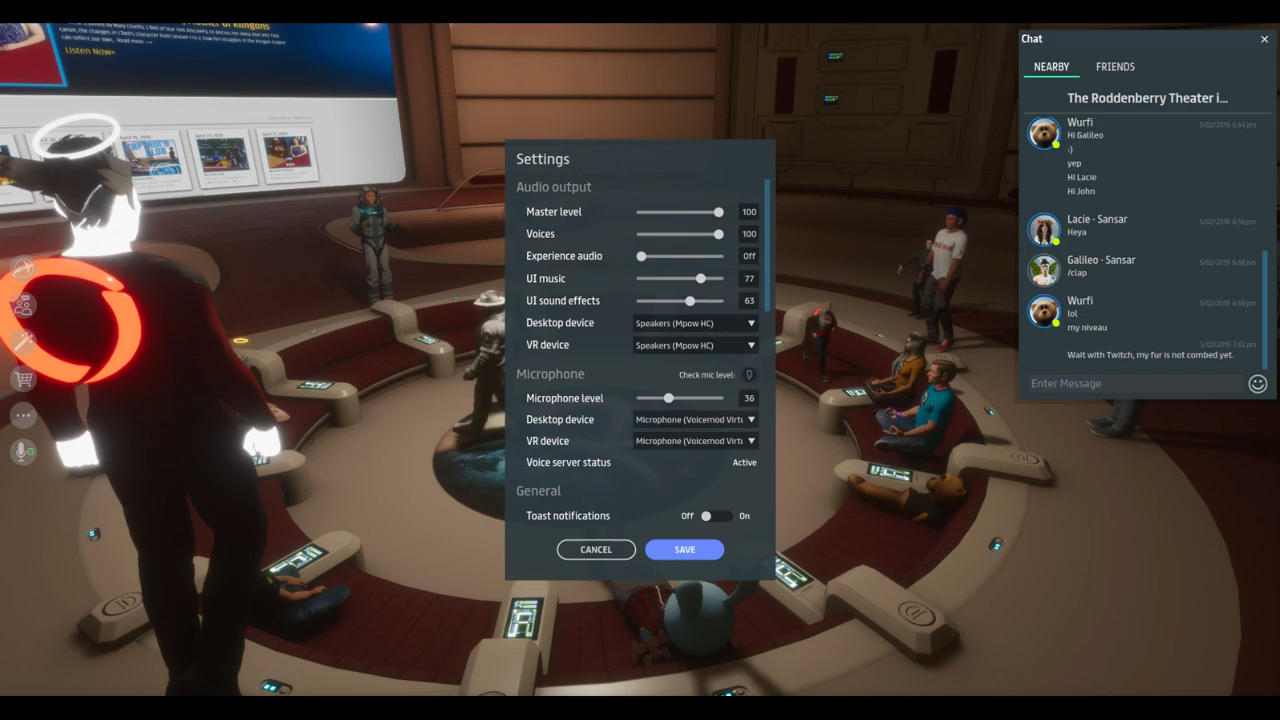 Listen Now»
April 11, 2019
Settings
Audio output
Master level 100
Voices 100
Experience audio Off
UI music 77
UI sound effects 63
Desktop device Speakers (Mpow HC)
VR device Speakers (Mpow HC)
Microphone Check mic level:
Microphone level 36
Desktop device Microphone (Voicemod Virtu
VR device Microphone (Voicemod Virtu
Voice server status Active
General
Toast notifications Off On
CANCEL SAVE
Chat
NEARBY FRIENDS
The Roddenberry Theater i...
Wurfi 5/02/2019 6:54 pm
Hi Galileo
:)
yep
Hi Lacie
Hi John
Lacie - Sansar 5/02/2019 6:56 pm
Heya
Galileo - Sansar 5/02/2019 6:58 pm
/clap
Wurfi 5/02/2019 6:59 pm
lol
my niveau
5/02/2019 7:02 pm
Wait with Twitch, my fur is not combed yet.
Enter Message